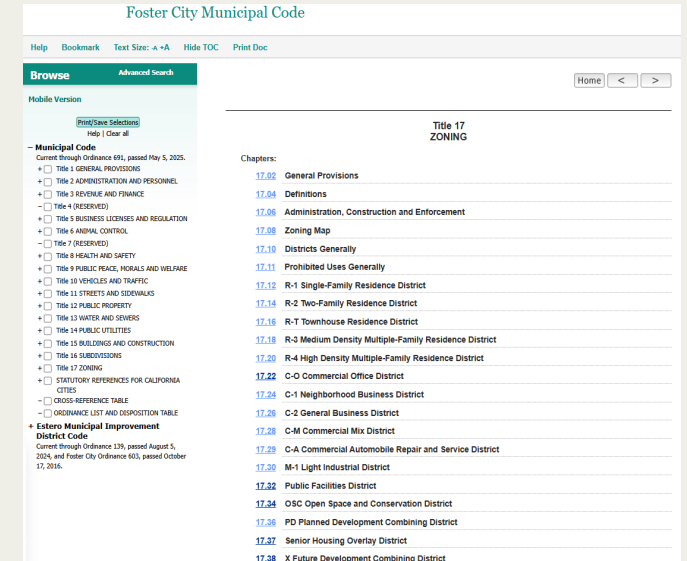 Foster City Municipal Code
Help Bookmark Text Size: -A +A Hide TOC Print Doc
Browse Advanced Search
Mobile Version
Print/Save Selections
Help | Clear all
− Municipal Code
Current through Ordinance 691, passed May 5, 2025.
+ Title 1 GENERAL PROVISIONS
+ Title 2 ADMINISTRATION AND PERSONNEL
+ Title 3 REVENUE AND FINANCE
− Title 4 (RESERVED)
+ Title 5 BUSINESS LICENSES AND REGULATION
+ Title 6 ANIMAL CONTROL
− Title 7 (RESERVED)
+ Title 8 HEALTH AND SAFETY
+ Title 9 PUBLIC PEACE, MORALS AND WELFARE
+ Title 10 VEHICLES AND TRAFFIC
+ Title 11 STREETS AND SIDEWALKS
+ Title 12 PUBLIC PROPERTY
+ Title 13 WATER AND SEWERS
+ Title 14 PUBLIC UTILITIES
+ Title 15 BUILDINGS AND CONSTRUCTION
+ Title 16 SUBDIVISIONS
+ Title 17 ZONING
+ STATUTORY REFERENCES FOR CALIFORNIA
CITIES
− CROSS-REFERENCE TABLE
− ORDINANCE LIST AND DISPOSITION TABLE
+ Estero Municipal Improvement
District Code
Current through Ordinance 139, passed August 5,
2024, and Foster City Ordinance 603, passed October
17, 2016.
Home < >
Title 17
ZONING
Chapters:
17.02 General Provisions
17.04 Definitions
17.06 Administration, Construction and Enforcement
17.08 Zoning Map
17.10 Districts Generally
17.11 Prohibited Uses Generally
17.12 R-1 Single-Family Residence District
17.14 R-2 Two-Family Residence District
17.16 R-T Townhouse Residence District
17.18 R-3 Medium Density Multiple-Family Residence District
17.20 R-4 High Density Multiple-Family Residence District
17.22 C-O Commercial Office District
17.24 C-1 Neighborhood Business District
17.26 C-2 General Business District
17.28 C-M Commercial Mix District
17.29 C-A Commercial Automobile Repair and Service District
17.30 M-1 Light Industrial District
17.32 Public Facilities District
17.34 OSC Open Space and Conservation District
17.36 PD Planned Development Combining District
17.37 Senior Housing Overlay District
17.38 X Future Development Combining District